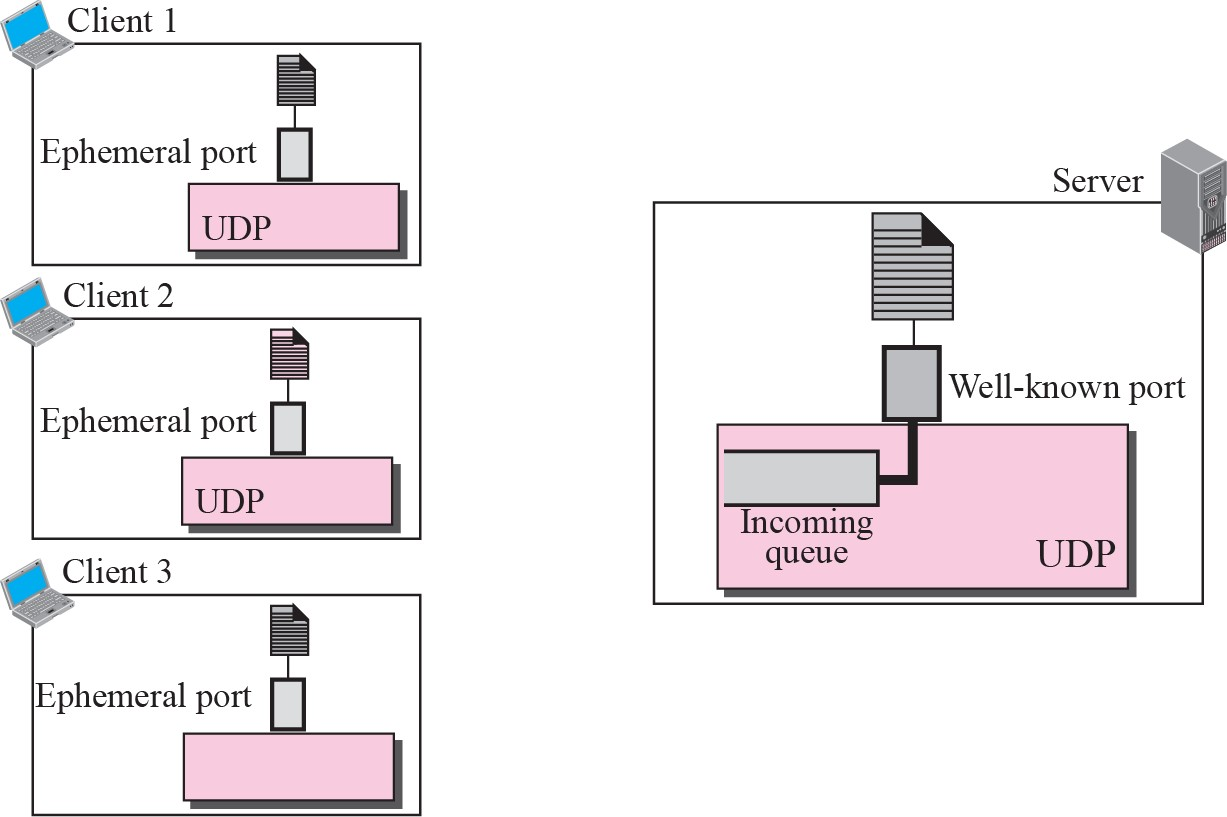 Client 1
Ephemeral port
UDP
Client 2
Ephemeral port
UDP
Client 3
Ephemeral port
Server
Well-known port
Incoming
queue
UDP